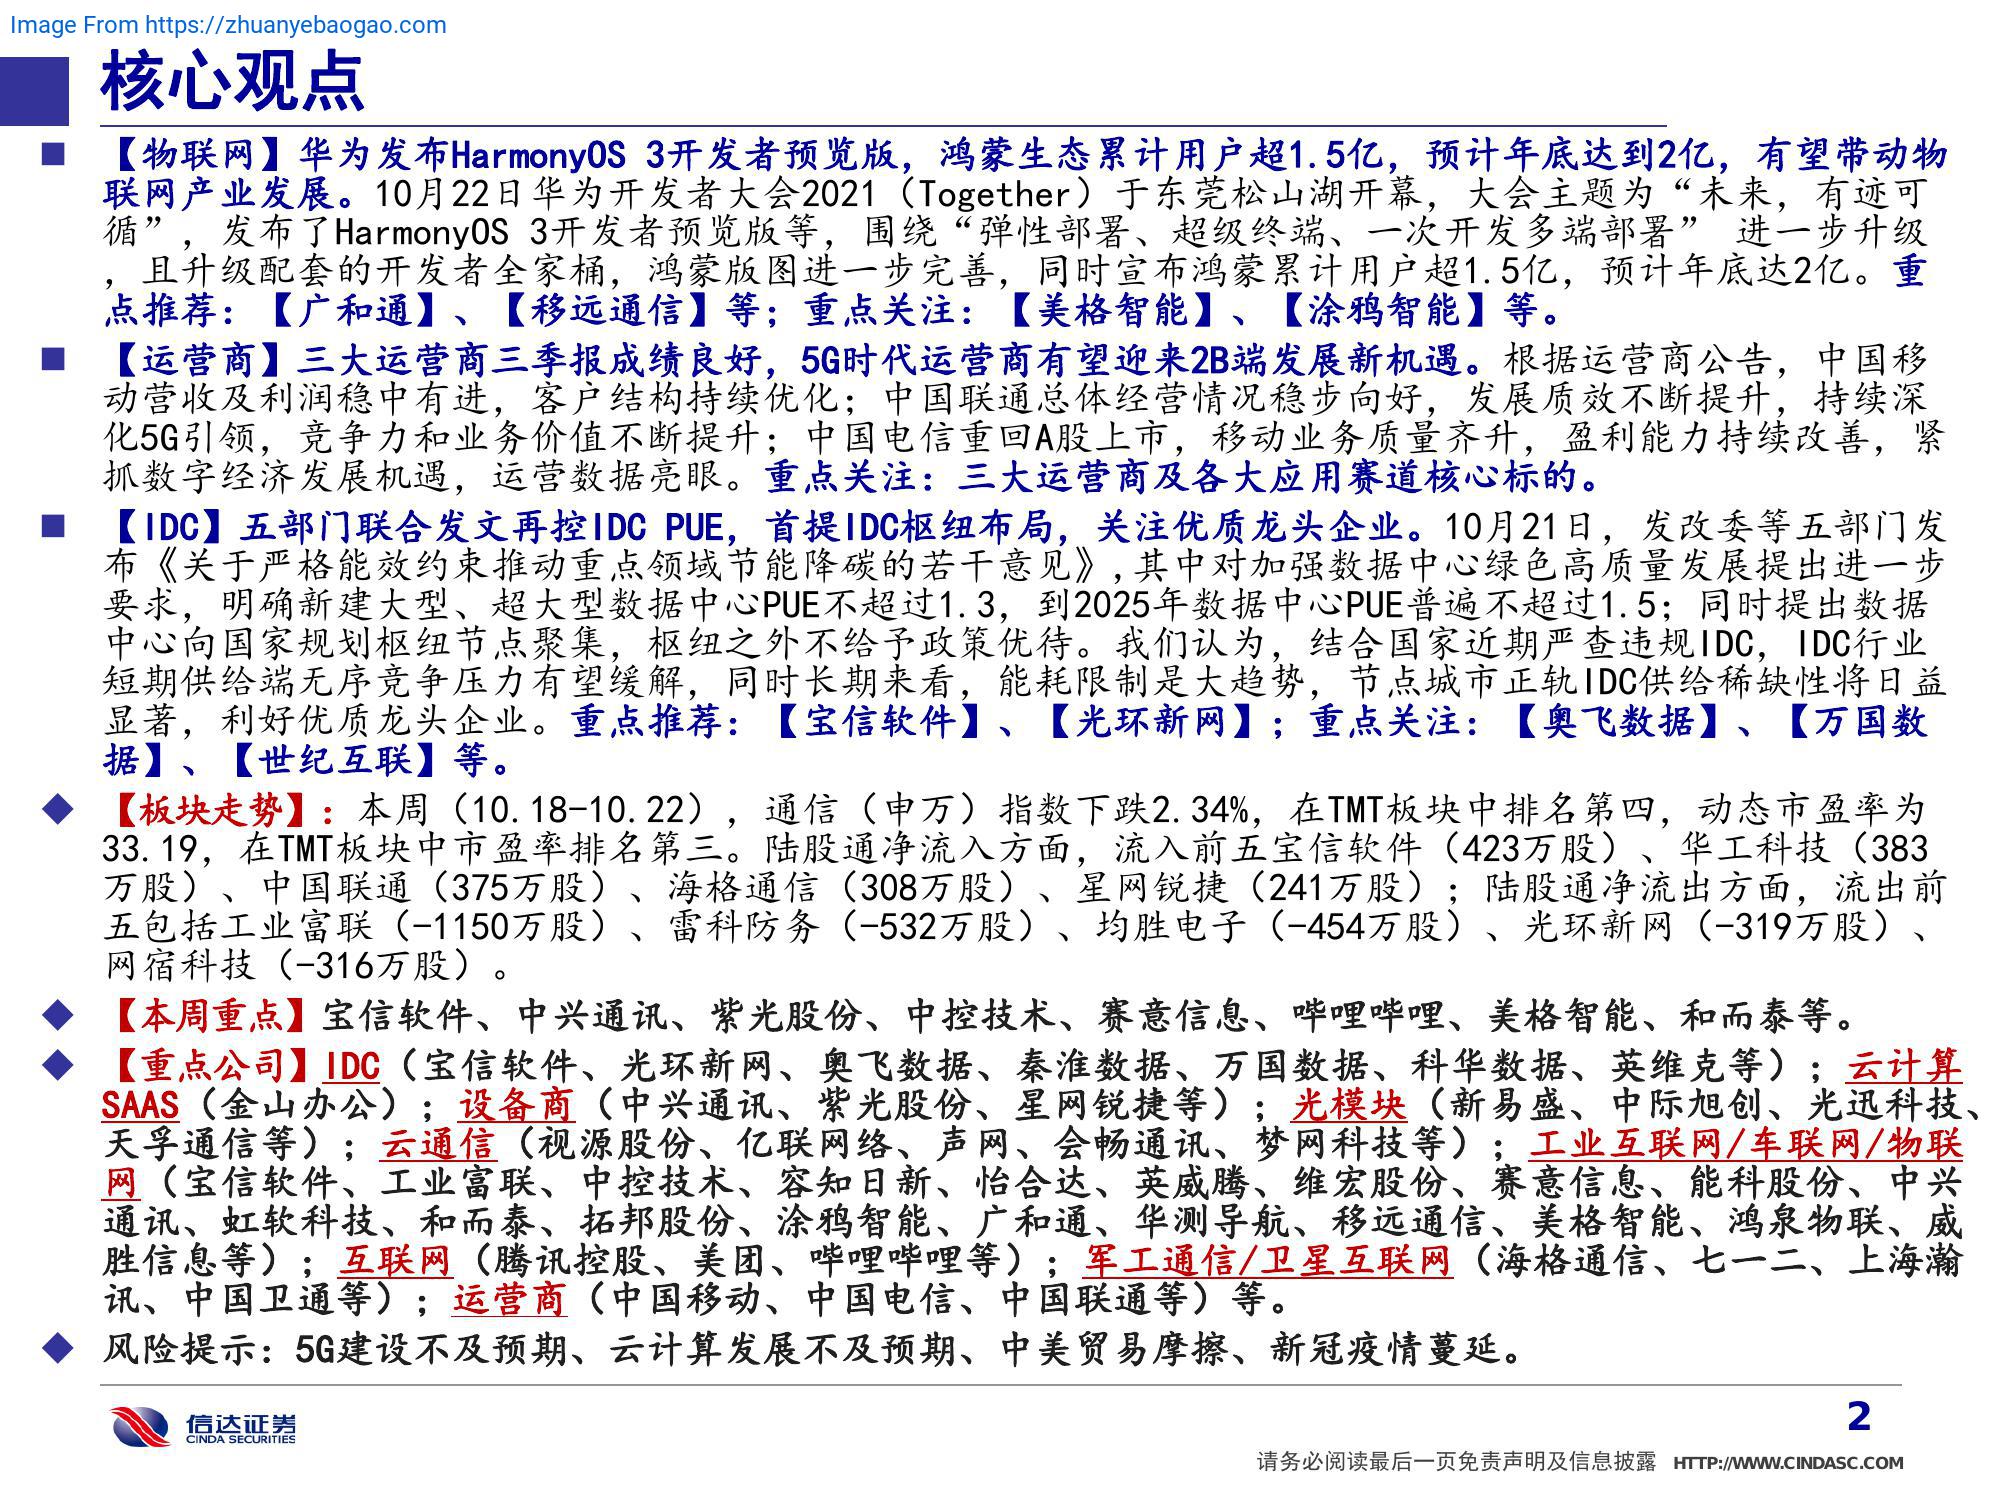 Image From https://zhuanyebaogao.com
核心观点
【物联网】华为发布HarmonyOS 3开发者预览版，鸿蒙生态累计用户超1.5亿，预计年底达到2亿，有望带动物
联网产业发展。10月22日华为开发者大会2021（Together）于东莞松山湖开幕，大会主题为“未来，有迹可
循”，发布了HarmonyOS 3开发者预览版等，围绕“弹性部署、超级终端、一次开发多端部署” 进一步升级
，且升级配套的开发者全家桶，鸿蒙版图进一步完善，同时宣布鸿蒙累计用户超1.5亿，预计年底达2亿。重
点推荐：【广和通】、【移远通信】等；重点关注：【美格智能】、【涂鸦智能】等。
【运营商】三大运营商三季报成绩良好，5G时代运营商有望迎来2B端发展新机遇。根据运营商公告，中国移
动营收及利润稳中有进，客户结构持续优化；中国联通总体经营情况稳步向好，发展质效不断提升，持续深
化5G引领，竞争力和业务价值不断提升；中国电信重回A股上市，移动业务质量齐升，盈利能力持续改善，紧
抓数字经济发展机遇，运营数据亮眼。重点关注：三大运营商及各大应用赛道核心标的。
【IDC】五部门联合发文再控IDC PUE，首提IDC枢纽布局，关注优质龙头企业。10月21日，发改委等五部门发
布《关于严格能效约束推动重点领域节能降碳的若干意见》,其中对加强数据中心绿色高质量发展提出进一步
要求，明确新建大型、超大型数据中心PUE不超过1.3，到2025年数据中心PUE普遍不超过1.5；同时提出数据
中心向国家规划枢纽节点聚集，枢纽之外不给予政策优待。我们认为，结合国家近期严查违规IDC，IDC行业
短期供给端无序竞争压力有望缓解，同时长期来看，能耗限制是大趋势，节点城市正轨IDC供给稀缺性将日益
显著，利好优质龙头企业。重点推荐：【宝信软件】、【光环新网】；重点关注：【奥飞数据】、【万国数
据】、【世纪互联】等。
【板块走势】：本周（10.18-10.22），通信（申万）指数下跌2.34%，在TMT板块中排名第四，动态市盈率为
33.19，在TMT板块中市盈率排名第三。陆股通净流入方面，流入前五宝信软件（423万股）、华工科技（383
万股）、中国联通（375万股）、海格通信（308万股）、星网锐捷（241万股）；陆股通净流出方面，流出前
五包括工业富联（-1150万股）、雷科防务（-532万股）、均胜电子（-454万股）、光环新网（-319万股）、
网宿科技（-316万股）。
【本周重点】宝信软件、中兴通讯、紫光股份、中控技术、赛意信息、哔哩哔哩、美格智能、和而泰等。
【重点公司】IDC（宝信软件、光环新网、奥飞数据、秦淮数据、万国数据、科华数据、英维克等）；云计算
SAAS（金山办公）；设备商（中兴通讯、紫光股份、星网锐捷等）；光模块（新易盛、中际旭创、光迅科技、
天孚通信等）；云通信（视源股份、亿联网络、声网、会畅通讯、梦网科技等）；工业互联网/车联网/物联
网（宝信软件、工业富联、中控技术、容知日新、怡合达、英威腾、维宏股份、赛意信息、能科股份、中兴
通讯、虹软科技、和而泰、拓邦股份、涂鸦智能、广和通、华测导航、移远通信、美格智能、鸿泉物联、威
胜信息等）；互联网（腾讯控股、美团、哔哩哔哩等）；军工通信/卫星互联网（海格通信、七一二、上海瀚
讯、中国卫通等）；运营商（中国移动、中国电信、中国联通等）等。
风险提示：5G建设不及预期、云计算发展不及预期、中美贸易摩擦、新冠疫情蔓延。
信达证券
CINDA SECURITIES
2
请务必阅读最后一页免责声明及信息披露 HTTP://WWW.CINDASC.COM